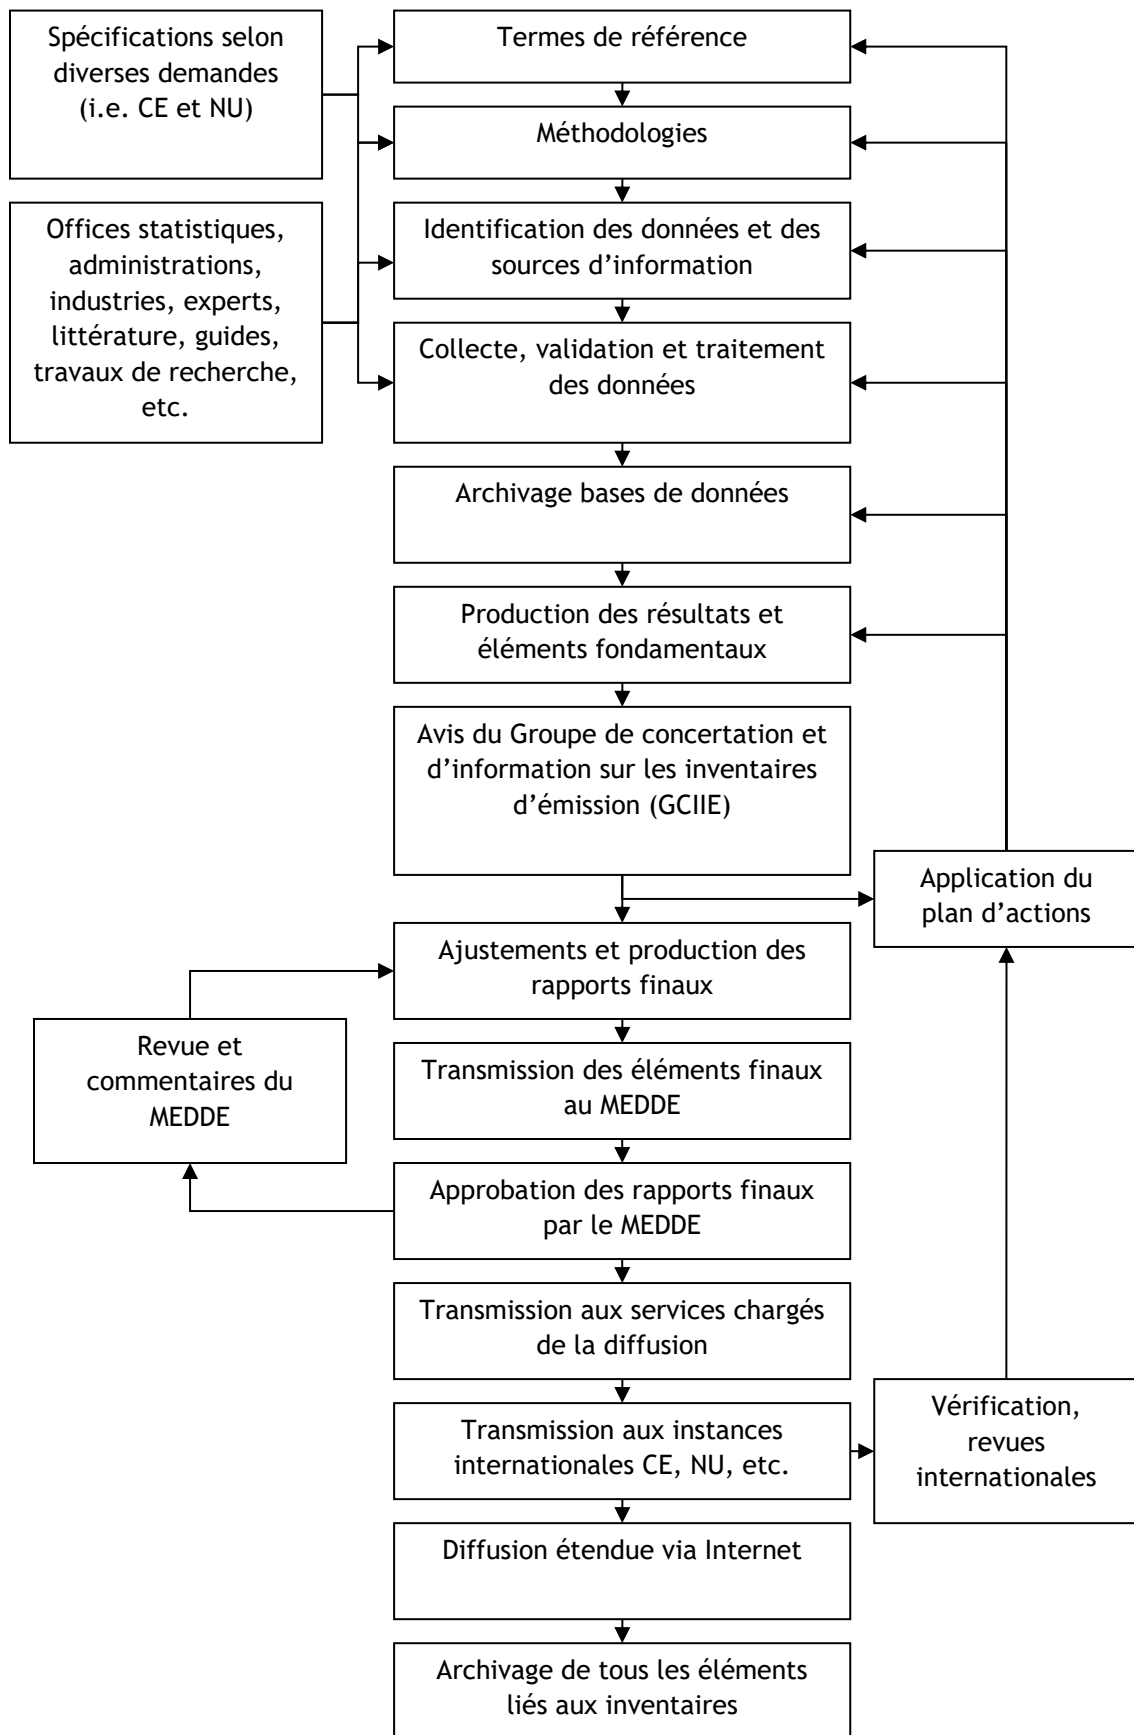 Spécifications selon
diverses demandes
(i.e. CE et NU)
Termes de référence
Méthodologies
Offices statistiques,
administrations,
industries, experts,
littérature, guides,
travaux de recherche,
etc.
Identification des données et des
sources d’information
Collecte, validation et traitement
des données
Archivage bases de données
Production des résultats et
éléments fondamentaux
Avis du Groupe de concertation et
d’information sur les inventaires
d’émission (GCIIE)
Application du
plan d’actions
Ajustements et production des
rapports finaux
Revue et
commentaires du
MEDDE
Transmission des éléments finaux
au MEDDE
Approbation des rapports finaux
par le MEDDE
Transmission aux services chargés
de la diffusion
Transmission aux instances
internationales CE, NU, etc.
Vérification,
revues
internationales
Diffusion étendue via Internet
Archivage de tous les éléments
liés aux inventaires